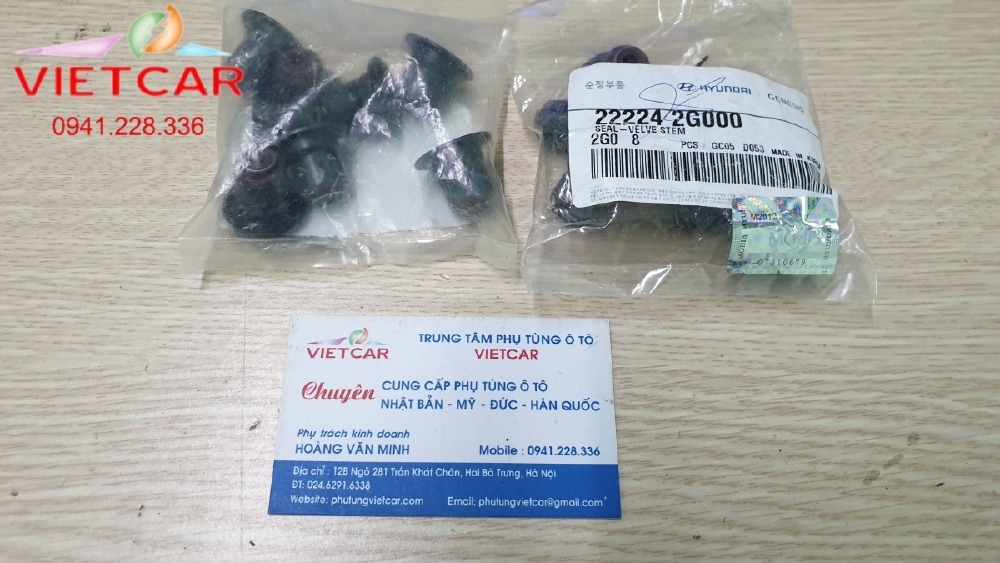 VIETCAR
0941.228.336
순정부품 HYUNDAI GENESIS
22224 2G000
SEAL-VELVE STEM
2G0 8 PCS GC05 D053 MADE IN KOREA
M2013
07310679
VIETCAR
TRUNG TÂM PHỤ TÙNG Ô TÔ
VIETCAR
Chuyên CUNG CẤP PHỤ TÙNG Ô TÔ
NHẬT BẢN - MỸ - ĐỨC - HÀN QUỐC
Phụ trách kinh doanh
HOÀNG VĂN MINH Mobile : 0941.228.336
Địa chỉ : 12B Ngõ 281 Trần Khát Chân, Hai Bà Trưng, Hà Nội
ĐT: 024.6291.6338
Website: phutungvietcar.com Email: phutungvietcar@gmail.com